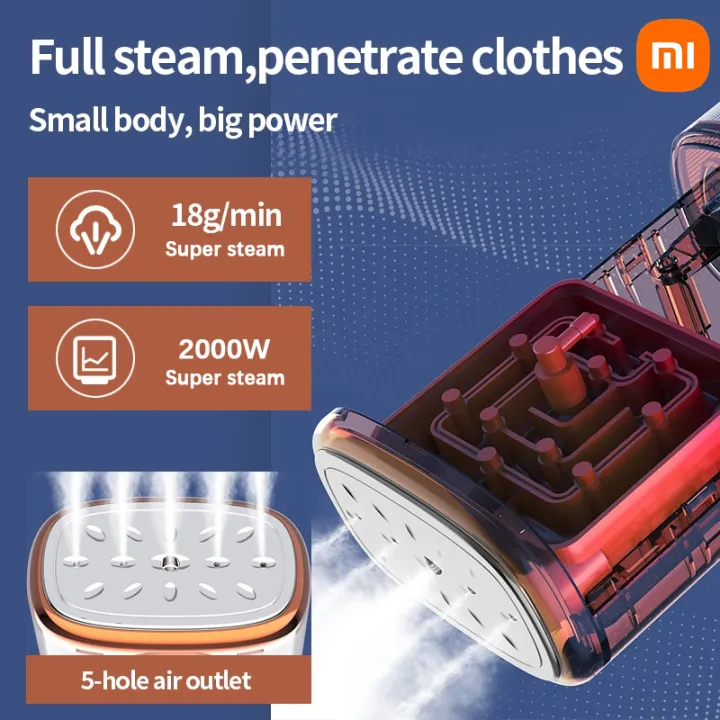 Full steam,penetrate clothes
mi
Small body, big power
18g/min
Super steam
2000W
Super steam
5-hole air outlet